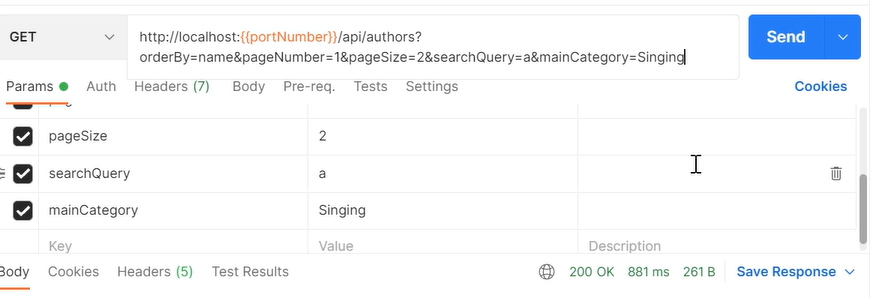 GET
http://localhost:{{portNumber}}/api/authors?
orderBy=name&pageNumber=1&pageSize=2&searchQuery=a&mainCategory=Singing
Send
Params Auth Headers (7) Body Pre-req. Tests Settings Cookies
pageSize 2
searchQuery a
mainCategory Singing
Key Value Description
Body Cookies Headers (5) Test Results 200 OK 881 ms 261 B Save Response